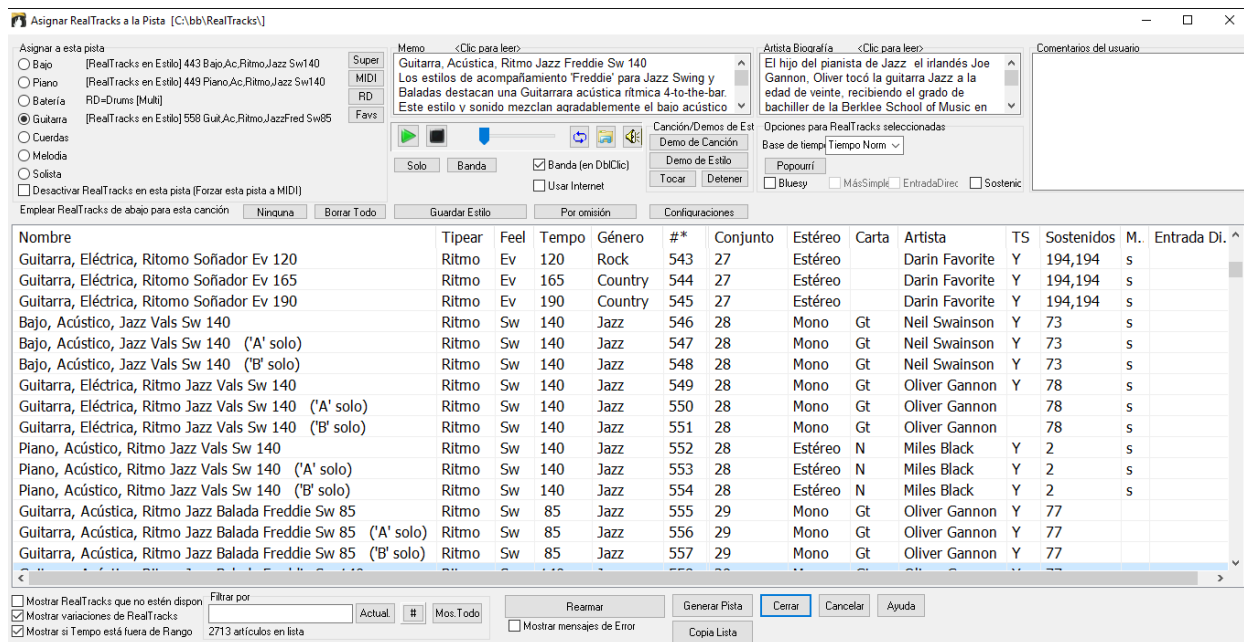 Asignar RealTracks a la Pista [C:\bb\RealTracks\]
Asignar a esta pista
Bajo [RealTracks en Estilo] 443 Bajo,Ac,Ritmo,Jazz Sw140 Super
Piano [RealTracks en Estilo] 449 Piano,Ac,Ritmo,Jazz Sw140 MIDI
Batería RD=Drums [Multi] RD
Guitarra [RealTracks en Estilo] 558 Guit,Ac,Ritmo,JazzFred Sw85 Favs
Cuerdas
Melodia
Solista
Desactivar RealTracks en esta pista (Forzar esta pista a MIDI)
Memo <Clic para leer>
Guitarra, Acústica, Ritmo Jazz Freddie Sw 140
Los estilos de acompañamiento 'Freddie' para Jazz Swing y
Baladas destacan una Guitarrara acústica rítmica 4-to-the-bar.
Este estilo y sonido mezclan agradablemente el bajo acústico
Solo Banda
Banda (en DblClic)
Usar Internet
Artista Biografía <Clic para leer>
El hijo del pianista de Jazz el irlandés Joe
Gannon, Oliver tocó la guitarra Jazz a la
edad de veinte, recibiendo el grado de
bachiller de la Berklee School of Music en
Canción/Demos de Est
Demo de Canción
Demo de Estilo
Tocar Detener
Opciones para RealTracks seleccionadas
Base de tiempo Tiempo Norm
Popourrí
Bluesy MásSimple EntradaDirec Sostenic
Comentarios del usuario
Emplear RealTracks de abajo para esta canción Ninguna Borrar Todo Guardar Estilo Por omisión Configuraciones
Nombre Tipear Feel Tempo Género #* Conjunto Estéreo Carta Artista TS Sostenidos M. Entrada Di.
Guitarra, Eléctrica, Ritomo Soñador Ev 120 Ritmo Ev 120 Rock 543 27 Estéreo Darin Favorite Y 194,194 s
Guitarra, Eléctrica, Ritomo Soñador Ev 165 Ritmo Ev 165 Country 544 27 Estéreo Darin Favorite Y 194,194 s
Guitarra, Eléctrica, Ritomo Soñador Ev 190 Ritmo Ev 190 Country 545 27 Estéreo Darin Favorite Y 194,194 s
Bajo, Acústico, Jazz Vals Sw 140 Ritmo Sw 140 Jazz 546 28 Mono Gt Neil Swainson Y 73 s
Bajo, Acústico, Jazz Vals Sw 140 ('A' solo) Ritmo Sw 140 Jazz 547 28 Mono Gt Neil Swainson Y 73 s
Bajo, Acústico, Jazz Vals Sw 140 ('B' solo) Ritmo Sw 140 Jazz 548 28 Mono Gt Neil Swainson Y 73 s
Guitarra, Eléctrica, Ritmo Jazz Vals Sw 140 Ritmo Sw 140 Jazz 549 28 Mono Gt Oliver Gannon Y 78 s
Guitarra, Eléctrica, Ritmo Jazz Vals Sw 140 ('A' solo) Ritmo Sw 140 Jazz 550 28 Mono Gt Oliver Gannon 78 s
Guitarra, Eléctrica, Ritmo Jazz Vals Sw 140 ('B' solo) Ritmo Sw 140 Jazz 551 28 Mono Gt Oliver Gannon 78 s
Piano, Acústico, Ritmo Jazz Vals Sw 140 Ritmo Sw 140 Jazz 552 28 Estéreo N Miles Black Y 2 s
Piano, Acústico, Ritmo Jazz Vals Sw 140 ('A' solo) Ritmo Sw 140 Jazz 553 28 Estéreo N Miles Black Y 2 s
Piano, Acústico, Ritmo Jazz Vals Sw 140 ('B' solo) Ritmo Sw 140 Jazz 554 28 Estéreo N Miles Black Y 2 s
Guitarra, Acústica, Ritmo Jazz Balada Freddie Sw 85 Ritmo Sw 85 Jazz 555 29 Mono Gt Oliver Gannon Y 77
Guitarra, Acústica, Ritmo Jazz Balada Freddie Sw 85 ('A' solo) Ritmo Sw 85 Jazz 556 29 Mono Gt Oliver Gannon Y 77
Guitarra, Acústica, Ritmo Jazz Balada Freddie Sw 85 ('B' solo) Ritmo Sw 85 Jazz 557 29 Mono Gt Oliver Gannon Y 77
Mostrar RealTracks que no estén dispon
Mostrar variaciones de RealTracks
Mostrar si Tempo está fuera de Rango
Filtrar por
Actual. # Mos.Todo
2713 artículos en lista
Rearmar
Mostrar mensajes de Error
Generar Pista Cerrar Cancelar Ayuda
Copia Lista